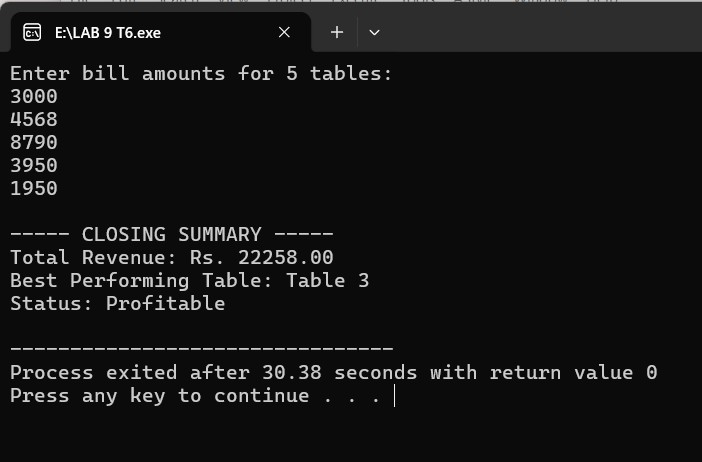 E:\LAB 9 T6.exe
Enter bill amounts for 5 tables:
3000
4568
8790
3950
1950
----- CLOSING SUMMARY -----
Total Revenue: Rs. 22258.00
Best Performing Table: Table 3
Status: Profitable
--------------------------------
Process exited after 30.38 seconds with return value 0
Press any key to continue . . .